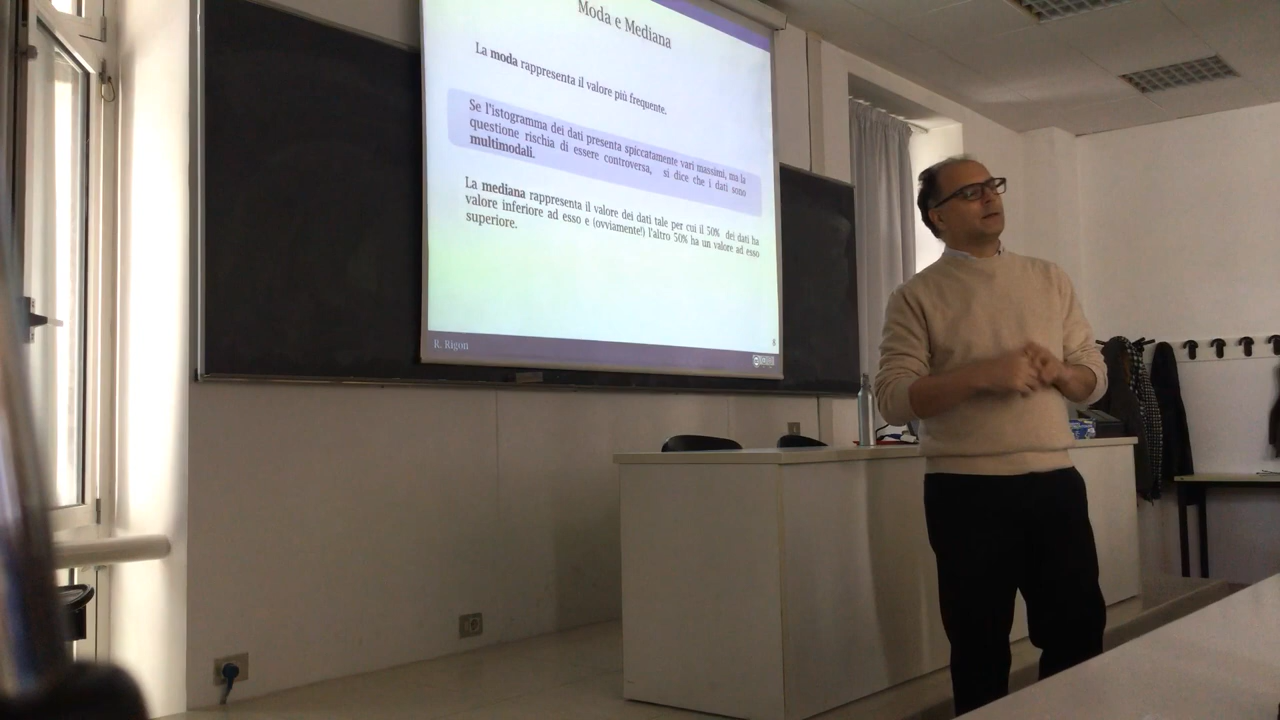 Moda e Mediana
La moda rappresenta il valore più frequente.
Se l'istogramma dei dati presenta spiccatamente vari massimi, ma la
questione rischia di essere controversa, si dice che i dati sono
multimodali.
La mediana rappresenta il valore dei dati tale per cui il 50% dei dati ha
valore inferiore ad esso e (ovviamente!) l'altro 50% ha un valore ad esso
superiore.
R. Rigon